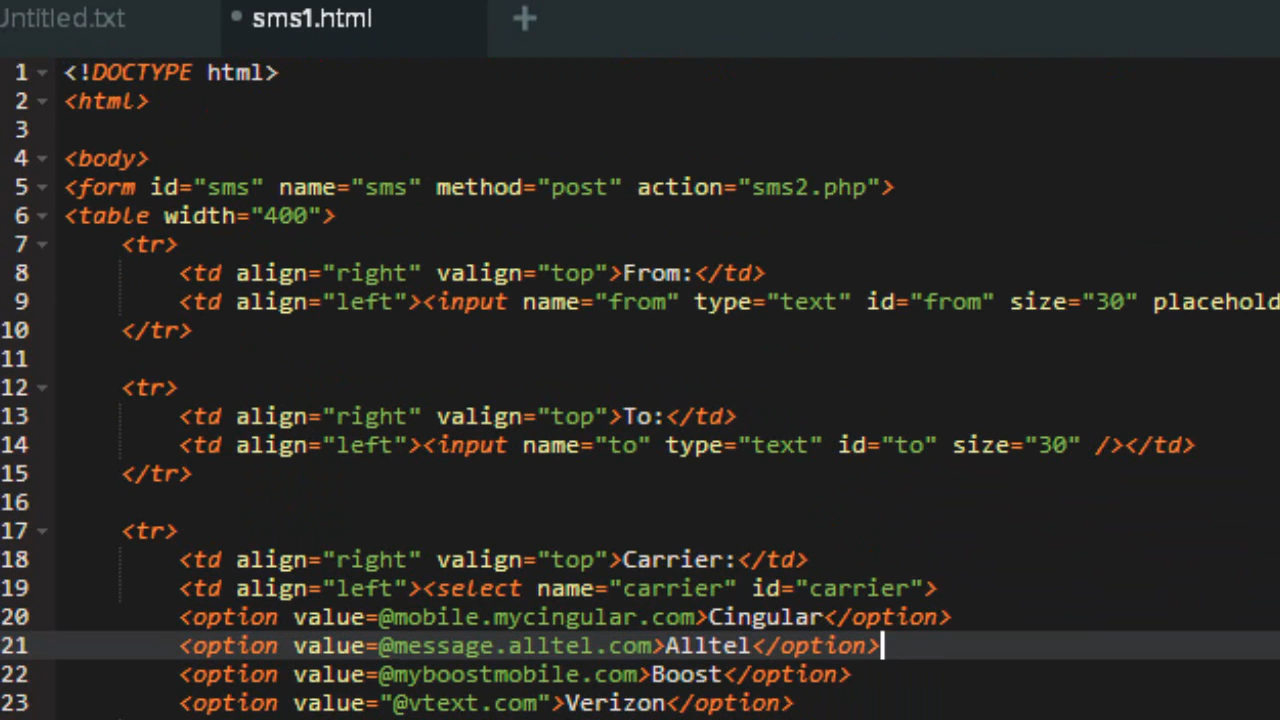 Untitled.txt
sms1.html
+
1 <!DOCTYPE html>
2 <html>
3
4 <body>
5 <form id="sms" name="sms" method="post" action="sms2.php">
6 <table width="400">
7 <tr>
8 <td align="right" valign="top">From:</td>
9 <td align="left"><input name="from" type="text" id="from" size="30" placehold
10 </tr>
11
12 <tr>
13 <td align="right" valign="top">To:</td>
14 <td align="left"><input name="to" type="text" id="to" size="30" /></td>
15 </tr>
16
17 <tr>
18 <td align="right" valign="top">Carrier:</td>
19 <td align="left"><select name="carrier" id="carrier">
20 <option value=@mobile.mycingular.com>Cingular</option>
21 <option value=@message.alltel.com>Alltel</option>
22 <option value=@myboostmobile.com>Boost</option>
23 <option value="@vtext.com">Verizon</option>